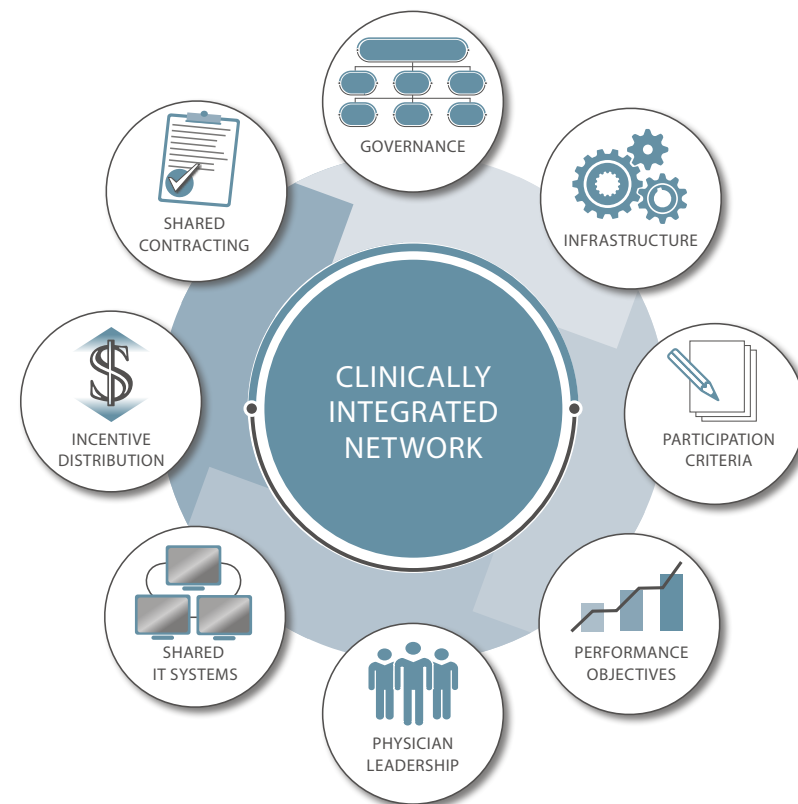 GOVERNANCE
INFRASTRUCTURE
PARTICIPATION
CRITERIA
PERFORMANCE
OBJECTIVES
PHYSICIAN
LEADERSHIP
SHARED
IT SYSTEMS
INCENTIVE
DISTRIBUTION
$
SHARED
CONTRACTING
CLINICALLY
INTEGRATED
NETWORK